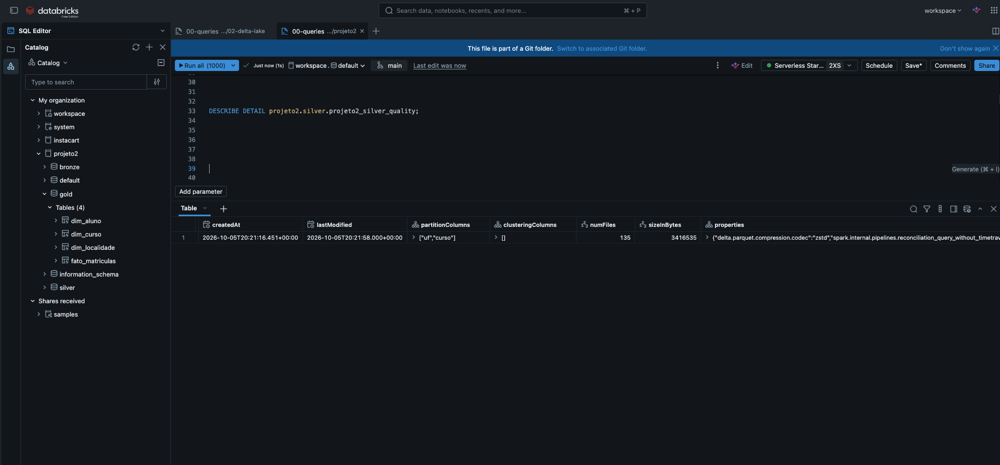 databricks
Free Edition
Search data, notebooks, recents, and more...
⌘ + P
workspace
SQL Editor
00-queries .../02-delta-lake
00-queries .../projeto2
Catalog
This file is part of a Git folder. Switch to associated Git folder.
Don't show again
Catalog
Run all (1000)
Just now (1s)
workspace . default
main
Last edit was now
Edit
Serverless Star... 2XS
Schedule
Save*
Comments
Share
Type to search
My organization
workspace
system
instacart
projeto2
bronze
default
gold
Tables (4)
dim_aluno
dim_curso
dim_localidade
fato_matriculas
information_schema
silver
Shares received
samples
30
31
32
33 DESCRIBE DETAIL projeto2.silver.projeto2_silver_quality;
34
35
36
37
38
39
Generate (⌘ + I)
40
Add parameter
Table
createdAt lastModified partitionColumns clusteringColumns numFiles sizeInBytes properties
1 2026-10-05T20:21:16.451+00:00 2026-10-05T20:21:58.000+00:00 ["uf","curso"] [] 135 3416535 {"delta.parquet.compression.codec":"zstd","spark.internal.pipelines.reconciliation_query_without_timetrav